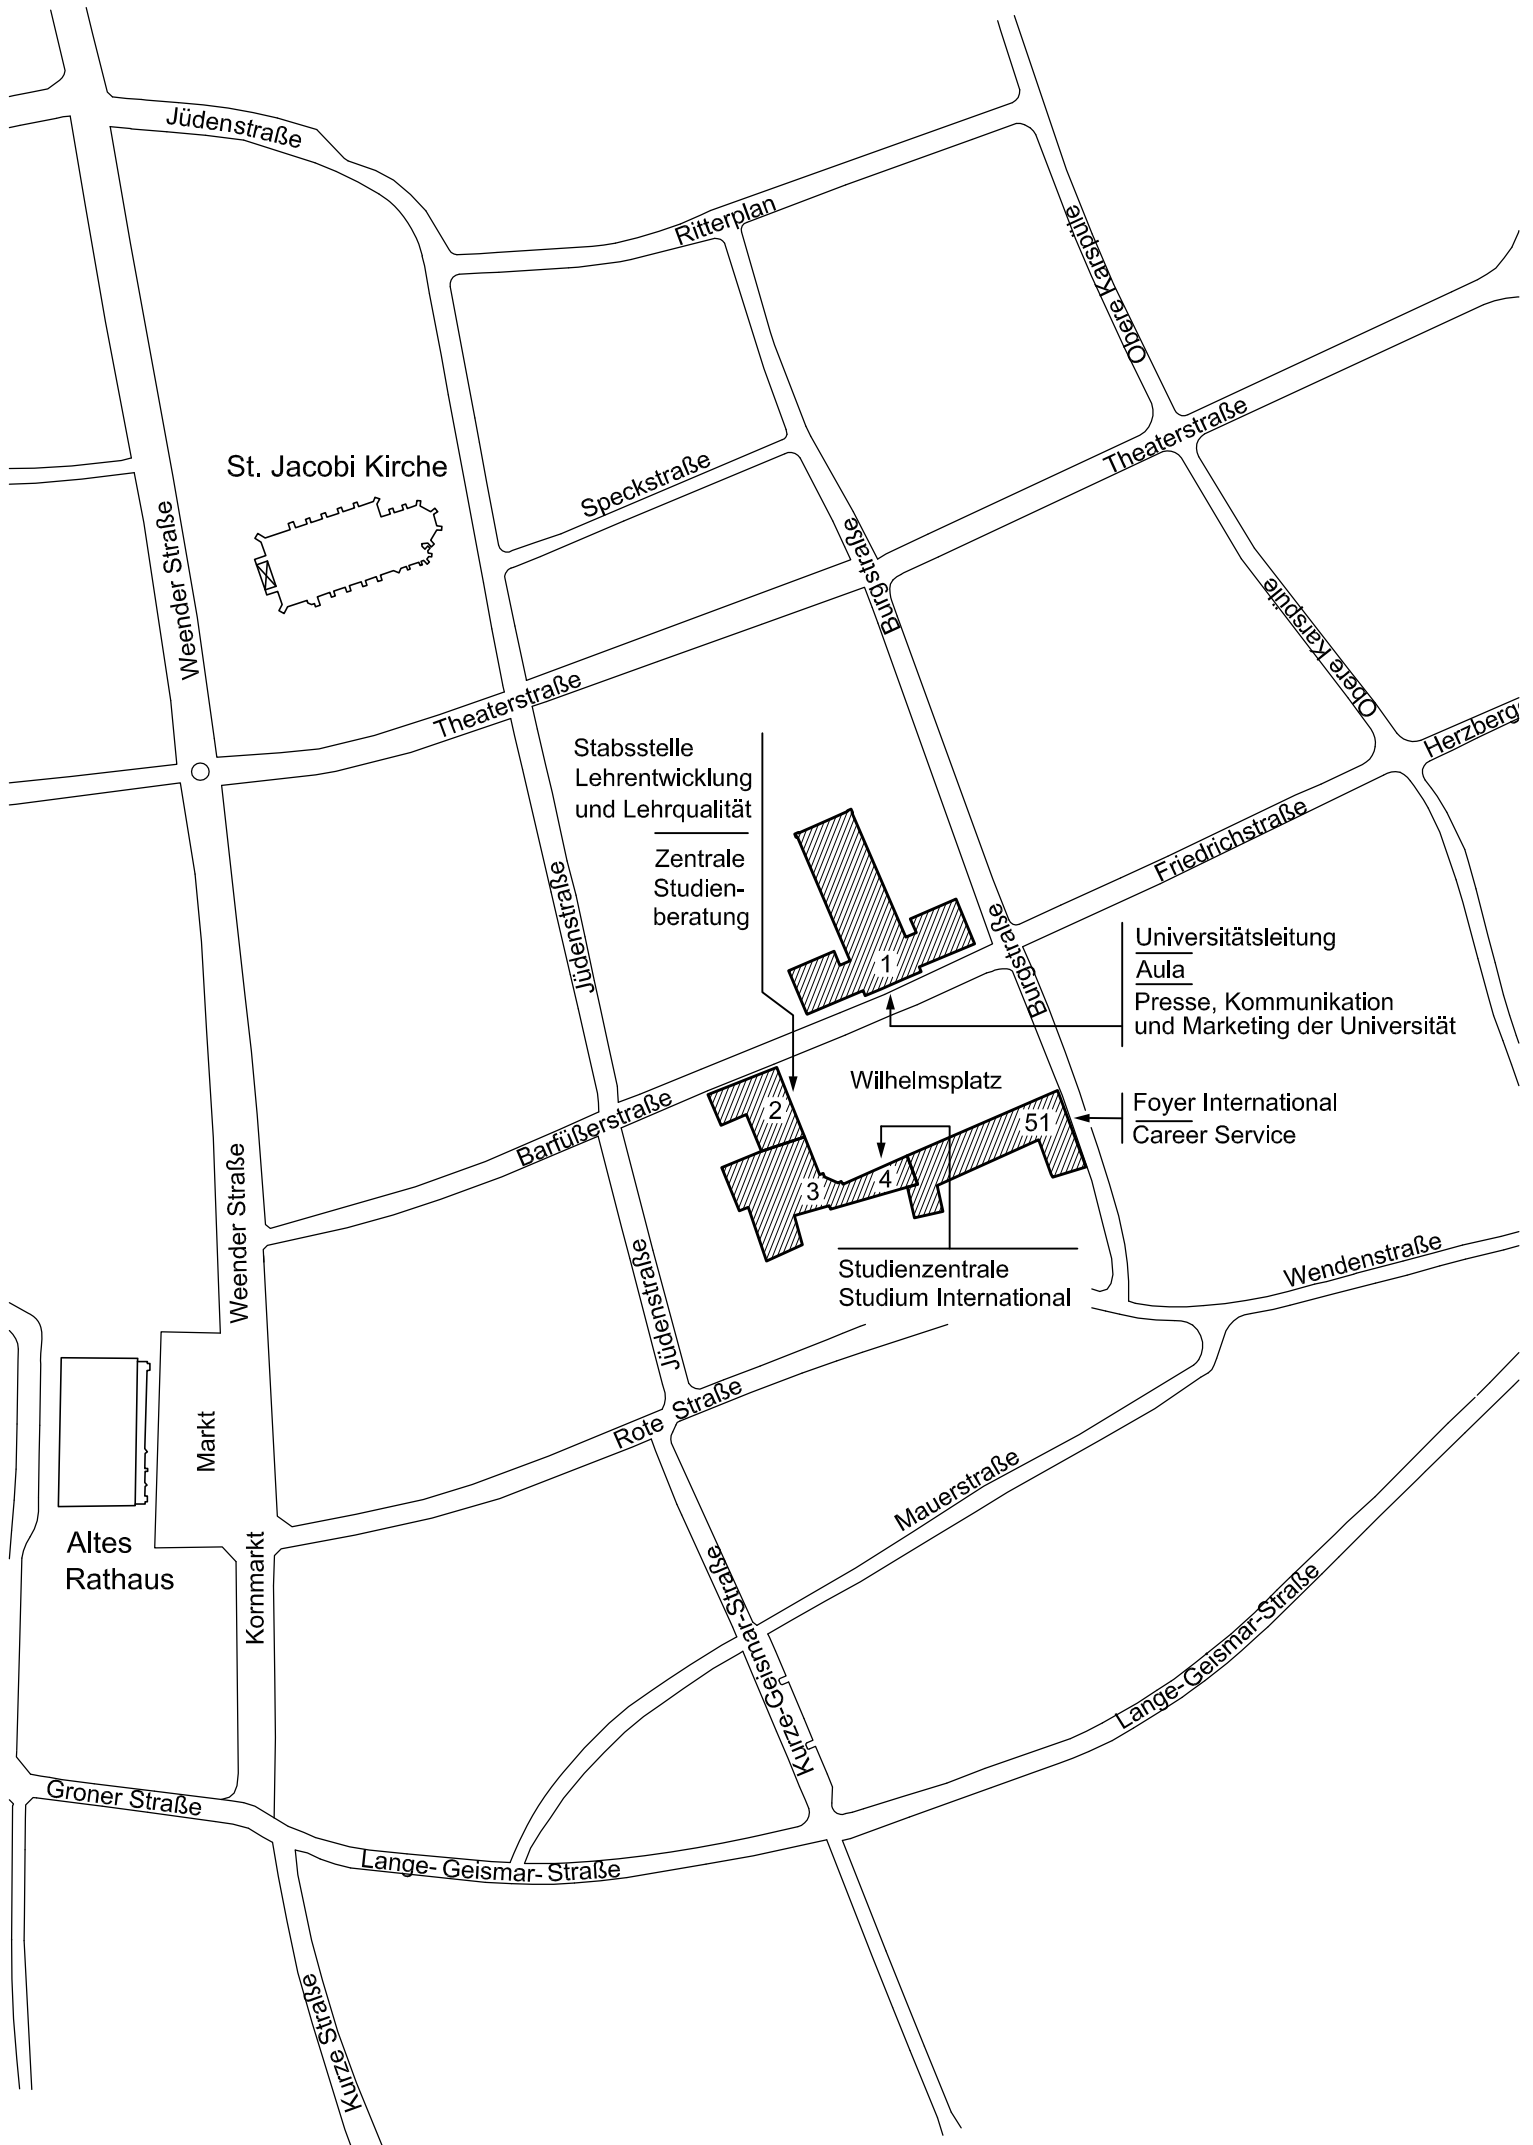 Jüdenstraße
Ritterplan
Obere Karspüle
Theaterstraße
St. Jacobi Kirche
Speckstraße
Weender Straße
Burgstraße
Obere Karspüle
Theaterstraße
Herzbergs
Stabsstelle
Lehrentwicklung
und Lehrqualität
Zentrale
Studien-
beratung
Friedrichstraße
Jüdenstraße
Burgstraße
1
Universitätsleitung
Aula
Presse, Kommunikation
und Marketing der Universität
Wilhelmsplatz
2
51
Foyer International
Career Service
Barfüßerstraße
3
4
Weender Straße
Jüdenstraße
Studienzentrale
Studium International
Wendenstraße
Rote Straße
Markt
Mauerstraße
Altes
Rathaus
Kornmarkt
Kurze-Geismar-Straße
Lange-Geismar-Straße
Groner Straße
Lange- Geismar- Straße
Kurze Straße